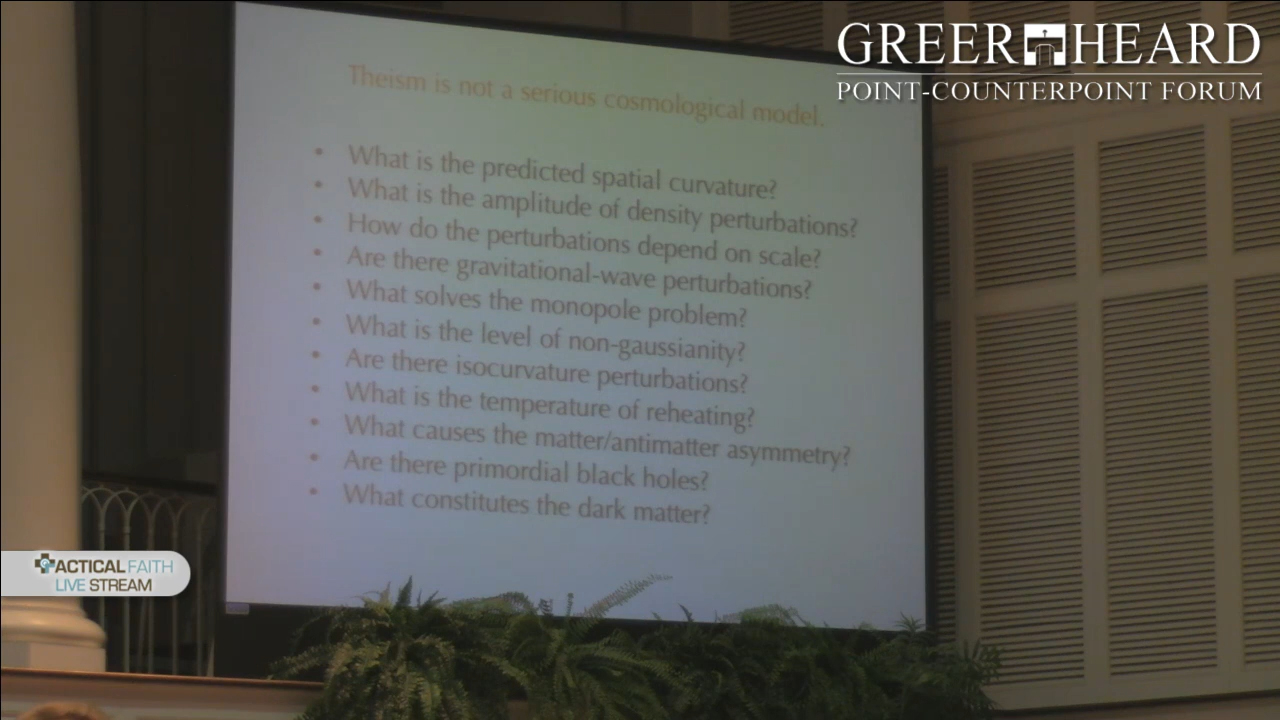 GREER HEARD
POINT-COUNTERPOINT FORUM
Theism is not a serious cosmological model.
• What is the predicted spatial curvature?
• What is the amplitude of density perturbations?
• How do the perturbations depend on scale?
• Are there gravitational-wave perturbations?
• What solves the monopole problem?
• What is the level of non-gaussianity?
• Are there isocurvature perturbations?
• What is the temperature of reheating?
• What causes the matter/antimatter asymmetry?
• Are there primordial black holes?
• What constitutes the dark matter?
TACTICAL FAITH
LIVE STREAM